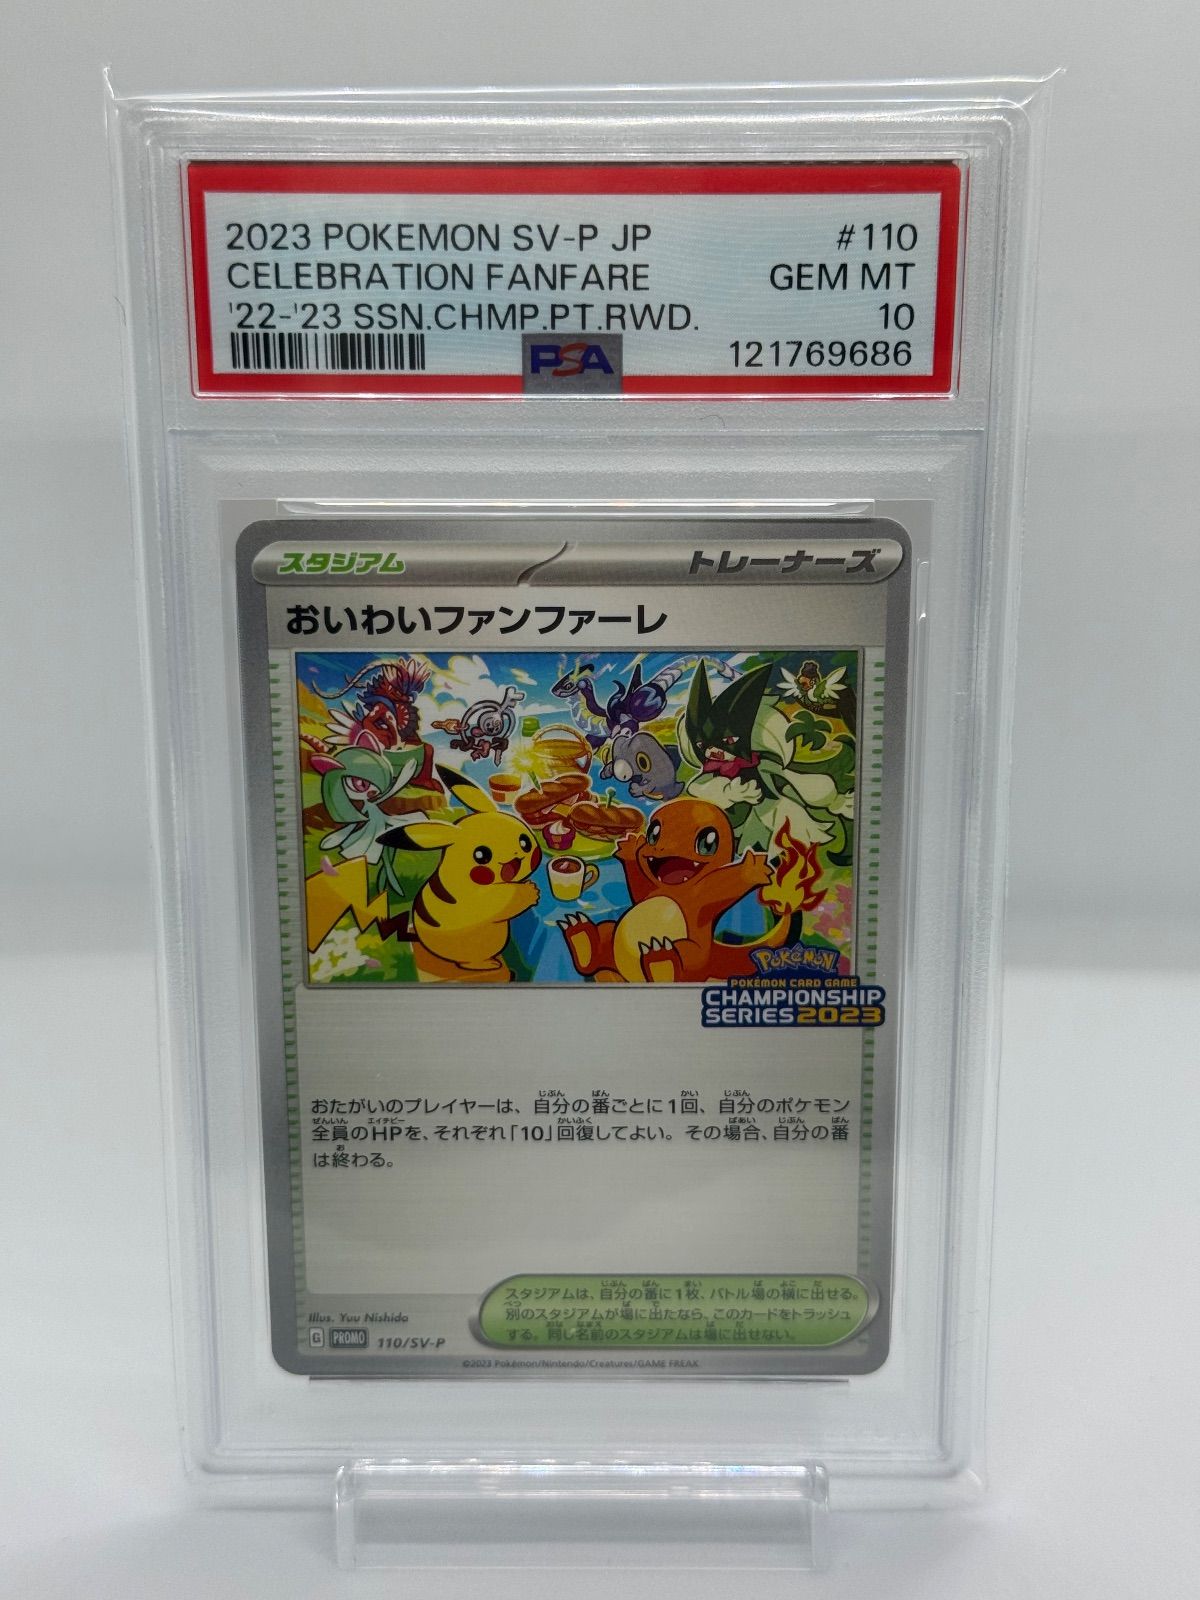 2023 POKEMON SV-P JP #110
CELEBRATION FANFARE GEM MT
'22-'23 SSN.CHMP.PT.RWD. 10
PSA 121769686
スタジアム トレーナーズ
おいわいファンファーレ
POKÉMON
POKÉMON CARD GAME
CHAMPIONSHIP
SERIES 2023
おたがいのプレイヤーは、自分の番ごとに1回、自分のポケモン
全員のHPを、それぞれ「10」回復してよい。その場合、自分の番
は終わる。
スタジアムは、自分の番に1枚、バトル場の横に出せる。
別のスタジアムが場に出たなら、このカードをトラッシュ
する。同じ名前のスタジアムは場に出せない。
Illus. Yuu Nishida
G PROMO 110/SV-P
©2023 Pokémon/Nintendo/Creatures/GAME FREAK